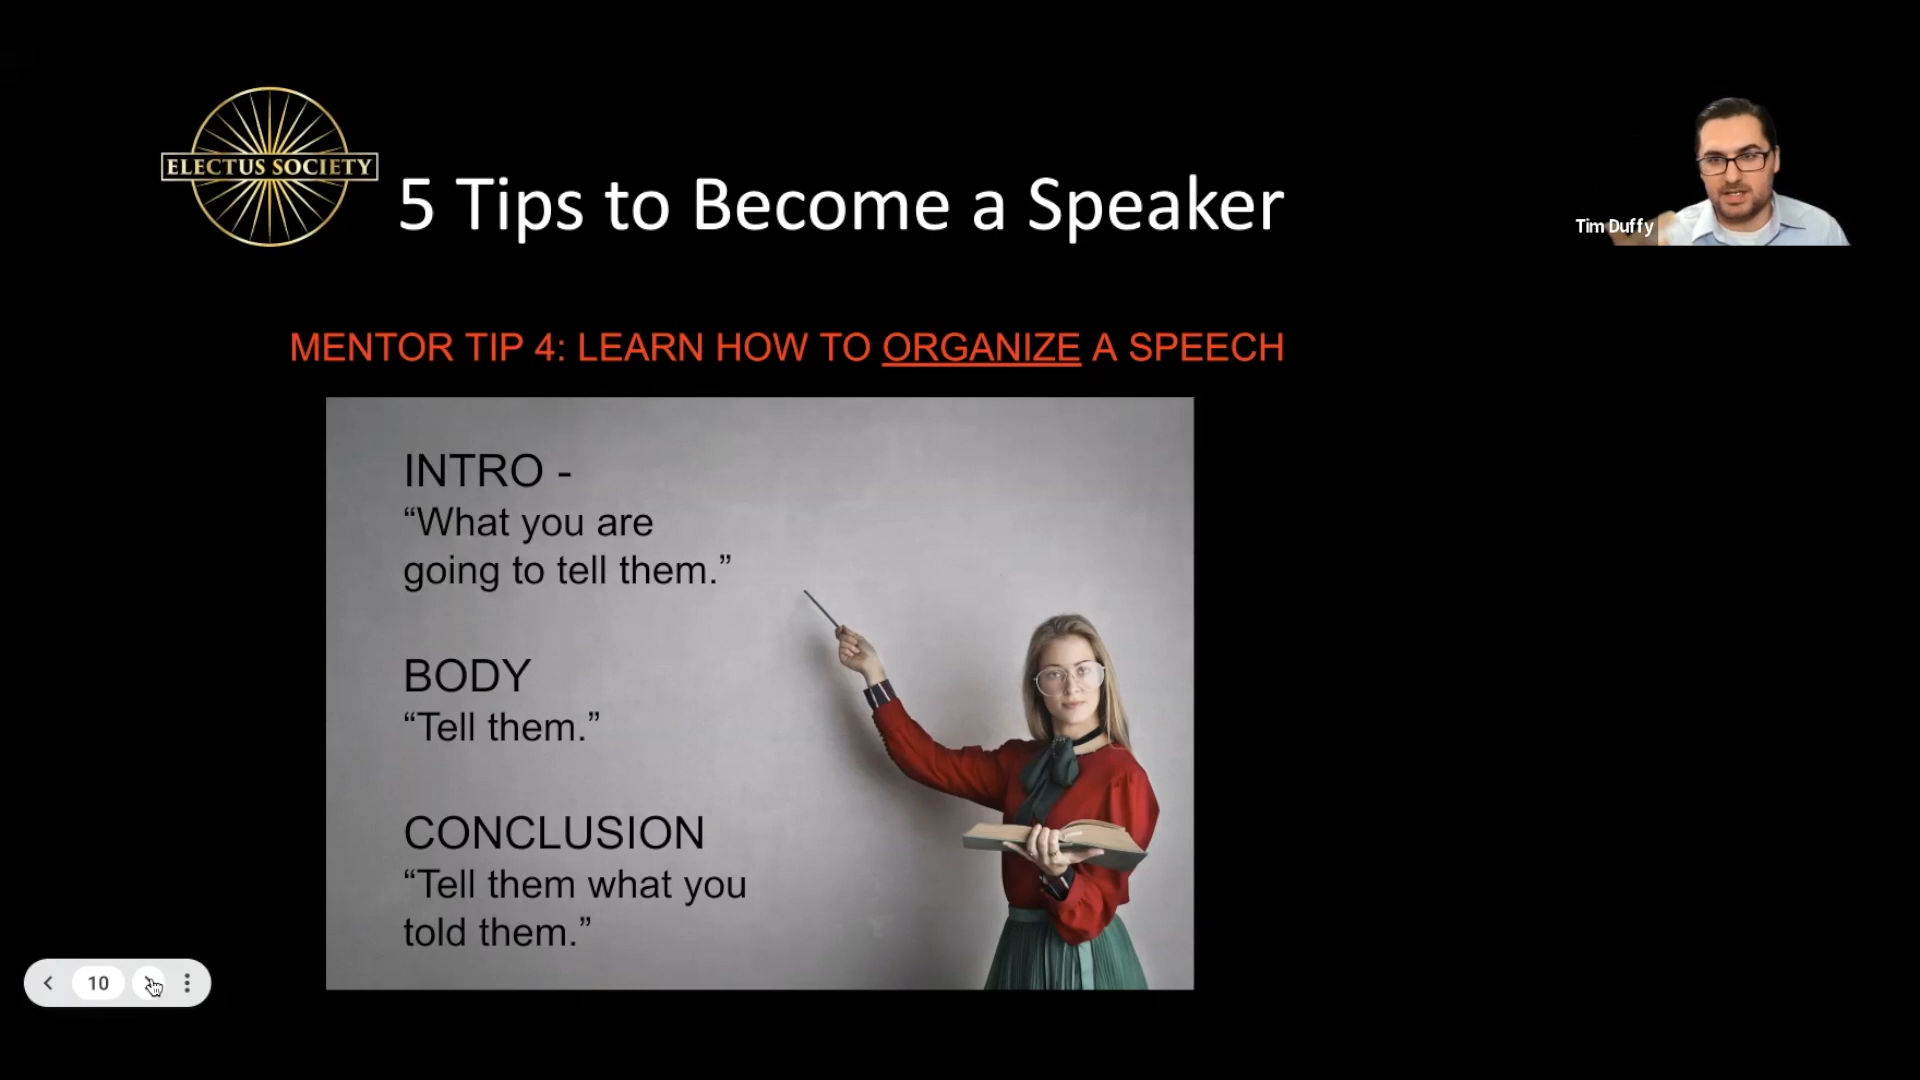 ELECTUS SOCIETY
5 Tips to Become a Speaker
Tim Duffy
MENTOR TIP 4: LEARN HOW TO ORGANIZE A SPEECH
INTRO -
“What you are
going to tell them.”
BODY
“Tell them.”
CONCLUSION
“Tell them what you
told them.”
10